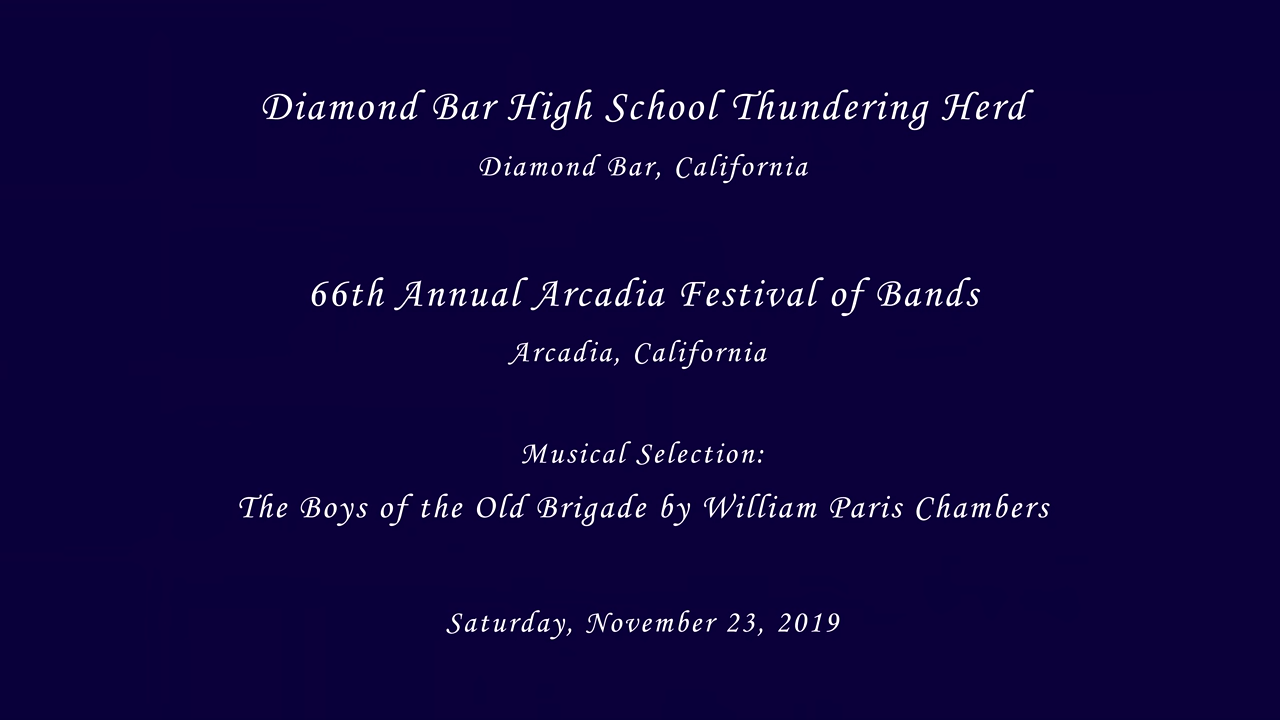 Diamond Bar High School Thundering Herd
Diamond Bar, California
66th Annual Arcadia Festival of Bands
Arcadia, California
Musical Selection:
The Boys of the Old Brigade by William Paris Chambers
Saturday, November 23, 2019